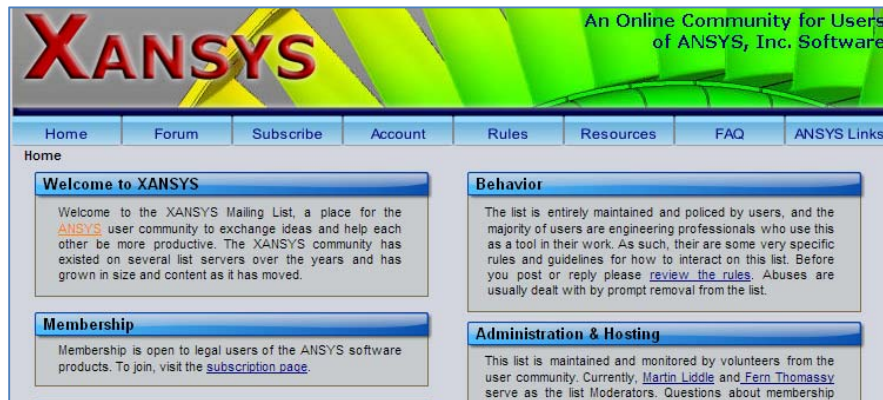 XANSYS
An Online Community for Users
of ANSYS, Inc. Software
Home Forum Subscribe Account Rules Resources FAQ ANSYS Links
Home
Welcome to XANSYS
Welcome to the XANSYS Mailing List, a place for the
ANSYS user community to exchange ideas and help each
other be more productive. The XANSYS community has
existed on several list servers over the years and has
grown in size and content as it has moved.
Membership
Membership is open to legal users of the ANSYS software
products. To join, visit the subscription page.
Behavior
The list is entirely maintained and policed by users, and the
majority of users are engineering professionals who use this
as a tool in their work. As such, their are some very specific
rules and guidelines for how to interact on this list. Before
you post or reply please review the rules. Abuses are
usually dealt with by prompt removal from the list.
Administration & Hosting
This list is maintained and monitored by volunteers from the
user community. Currently, Martin Liddle and Fern Thomassy
serve as the list Moderators. Questions about membership